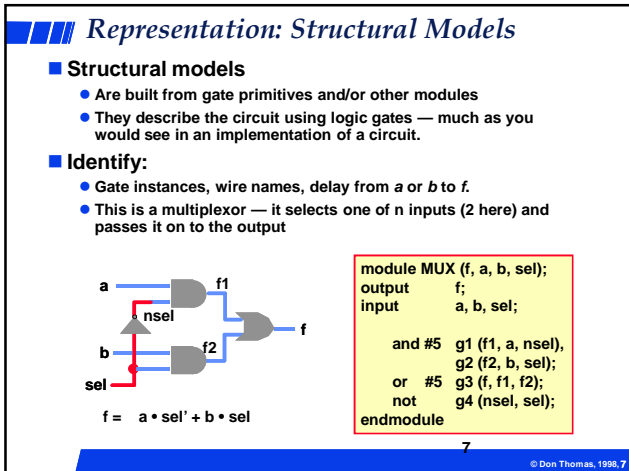 Representation: Structural Models
Structural models
Are built from gate primitives and/or other modules
They describe the circuit using logic gates — much as you
would see in an implementation of a circuit.
Identify:
Gate instances, wire names, delay from a or b to f.
This is a multiplexor — it selects one of n inputs (2 here) and
passes it on to the output
a
f1
nsel
f
b
f2
sel
f = a • sel' + b • sel
module MUX (f, a, b, sel);
output f;
input a, b, sel;
and #5 g1 (f1, a, nsel),
g2 (f2, b, sel);
or #5 g3 (f, f1, f2);
not g4 (nsel, sel);
endmodule
7
© Don Thomas, 1998, 7